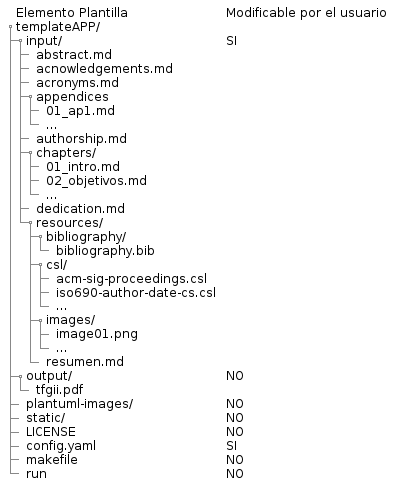 Elemento Plantilla Modificable por el usuario
templateAPP/
input/ SI
abstract.md
acnowledgements.md
acronyms.md
appendices
01_ap1.md
...
authorship.md
chapters/
01_intro.md
02_objetivos.md
...
dedication.md
resources/
bibliography/
bibliography.bib
csl/
acm-sig-proceedings.csl
iso690-author-date-cs.csl
...
images/
image01.png
...
resumen.md
output/ NO
tfgii.pdf
plantuml-images/ NO
static/ NO
LICENSE NO
config.yaml SI
makefile NO
run NO